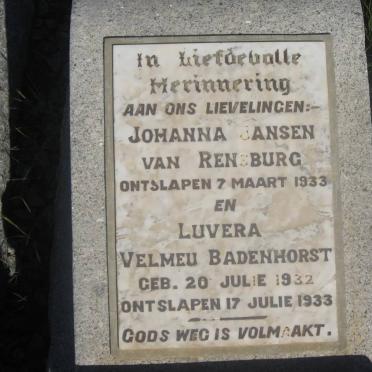 In Liefdevolle
Herinnering
AAN ONS LIEVELINGEN:-
JOHANNA JANSEN
VAN RENSBURG
ONTSLAPEN 7 MAART 1933
EN
LUVERA
VELMEU BADENHORST
GEB. 20 JULIE 1932
ONTSLAPEN 17 JULIE 1933
GODS WEG IS VOLMAAKT.